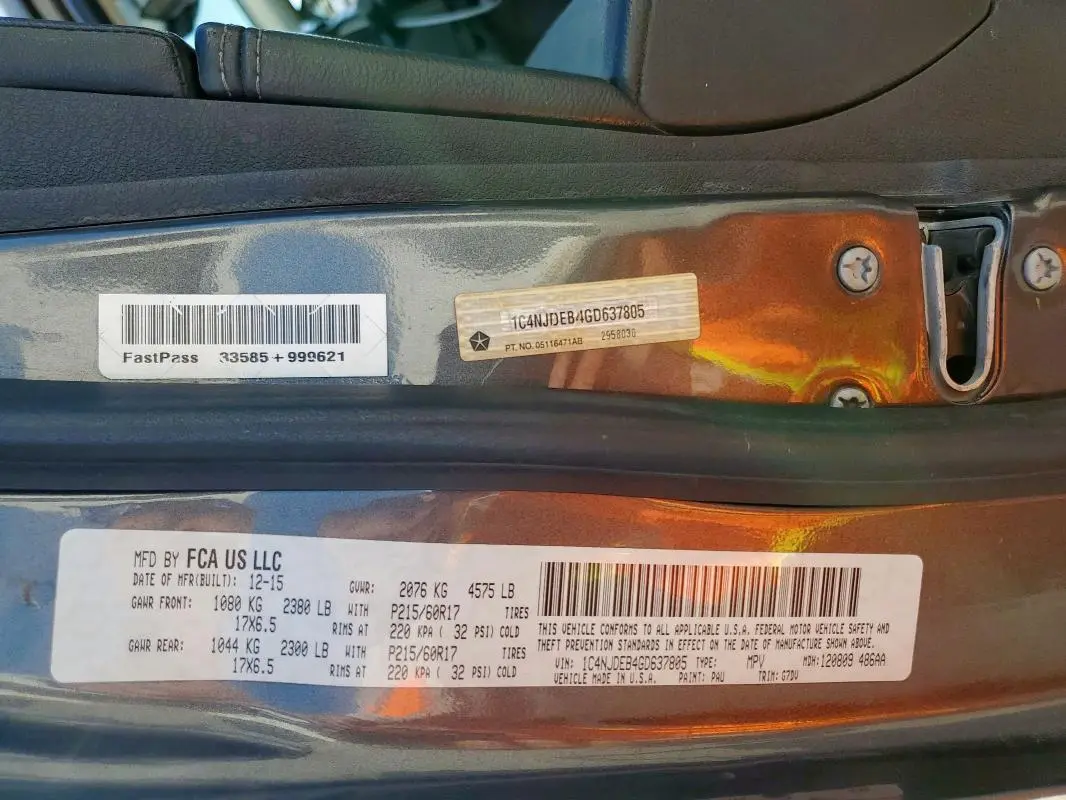 FastPass 33585+999621
1C4NJDEB4GD637805
PT. NO. 05116471AB 2958030
MFD BY FCA US LLC
DATE OF MFR(BUILT): 12-15 GVWR: 2076 KG 4575 LB
GAWR FRONT: 1080 KG 2380 LB WITH P215/60R17 TIRES
17X6.5 RIMS AT 220 KPA ( 32 PSI) COLD
GAWR REAR: 1044 KG 2300 LB WITH P215/60R17 TIRES
17X6.5 RIMS AT 220 KPA ( 32 PSI) COLD
THIS VEHICLE CONFORMS TO ALL APPLICABLE U.S.A. FEDERAL MOTOR VEHICLE SAFETY AND
THEFT PREVENTION STANDARDS IN EFFECT ON THE DATE OF MANUFACTURE SHOWN ABOVE.
VIN: 1C4NJDEB4GD637805 TYPE: MPV MDH: 120809 486AA
VEHICLE MADE IN U.S.A. PAINT: PAU TRIM: G7DV